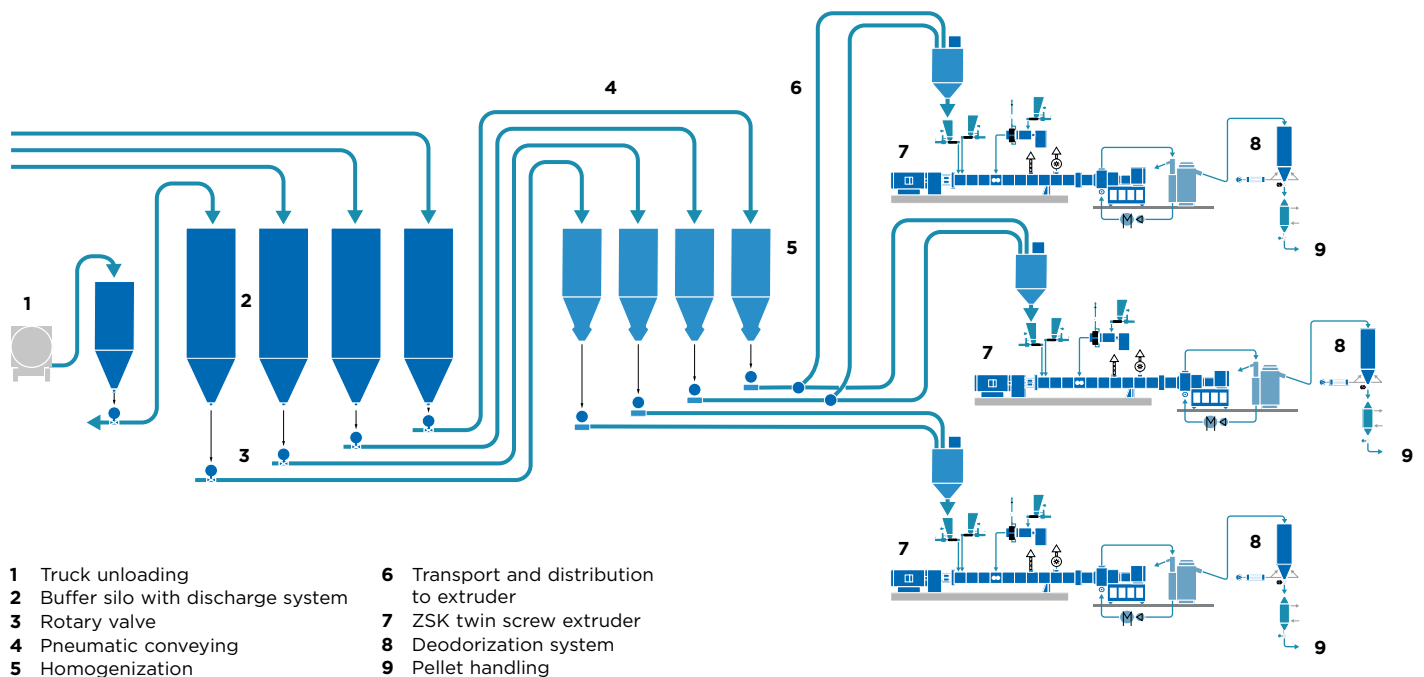 4
6
7
8
9
1
2
5
3
7
8
9
7
8
9
M
M
M
1 Truck unloading
2 Buffer silo with discharge system
3 Rotary valve
4 Pneumatic conveying
5 Homogenization
6 Transport and distribution
to extruder
7 ZSK twin screw extruder
8 Deodorization system
9 Pellet handling